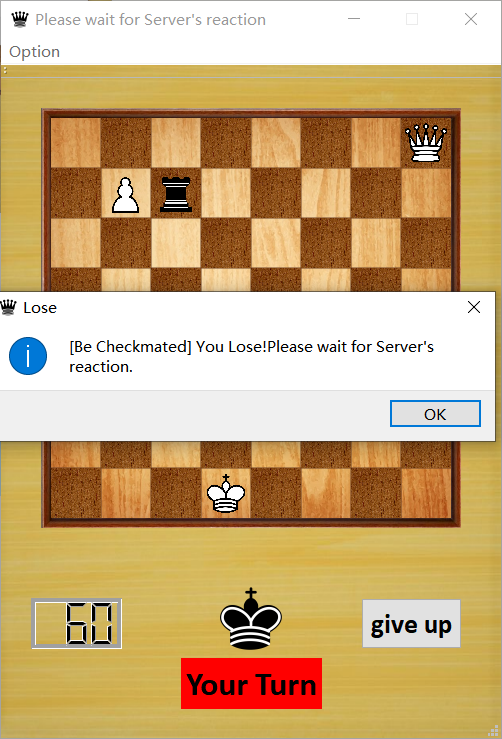 Please wait for Server's reaction
Option
Lose
[Be Checkmated] You Lose!Please wait for Server's
reaction.
OK
60
give up
Your Turn